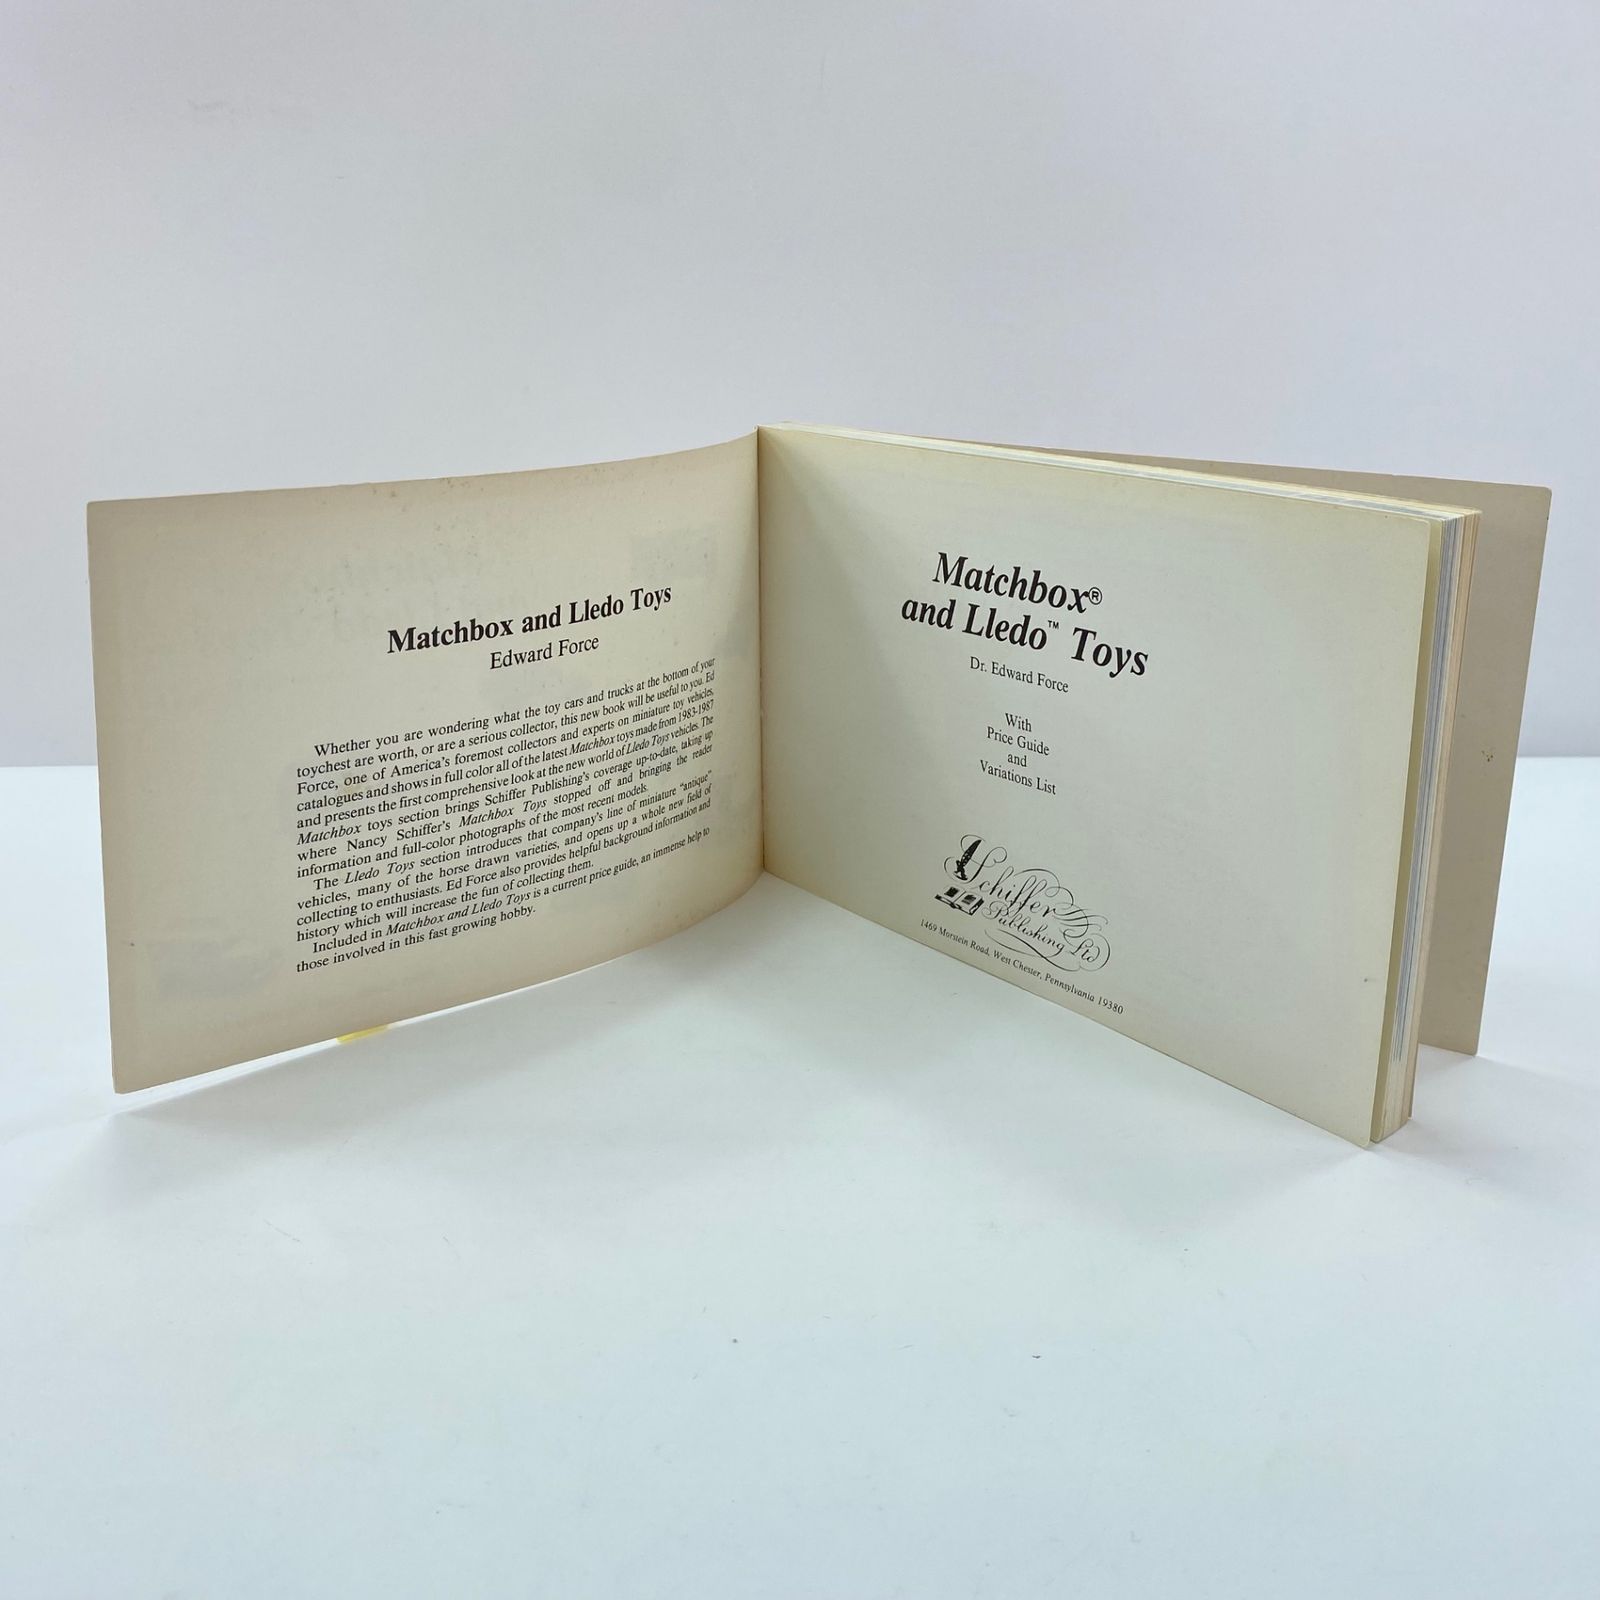 Matchbox and Lledo Toys
Edward Force
Whether you are wondering what the toy cars and trucks at the bottom of your
toychest are worth, or are a serious collector, this new book will be useful to you. Ed
Force, one of America's foremost collectors and experts on miniature toy vehicles,
catalogues and shows in full color all of the latest Matchbox toys made from 1983-1987
and presents the first comprehensive look at the new world of Lledo Toys vehicles. The
Matchbox toys section brings Schiffer Publishing's coverage up-to-date, taking up
where Nancy Schiffer's Matchbox Toys stopped off and bringing the reader
information and full-color photographs of the most recent models.
The Lledo Toys section introduces that company's line of miniature "antique"
vehicles, many of the horse drawn varieties, and opens up a whole new field of
collecting to enthusiasts. Ed Force also provides helpful background information and
history which will increase the fun of collecting them.
Included in Matchbox and Lledo Toys is a current price guide, an immense help to
those involved in this fast growing hobby.
Matchbox®
and Lledo™ Toys
Dr. Edward Force
With
Price Guide
and
Variations List
Schiffer
Publishing Ltd
1469 Morstein Road, West Chester, Pennsylvania 19380